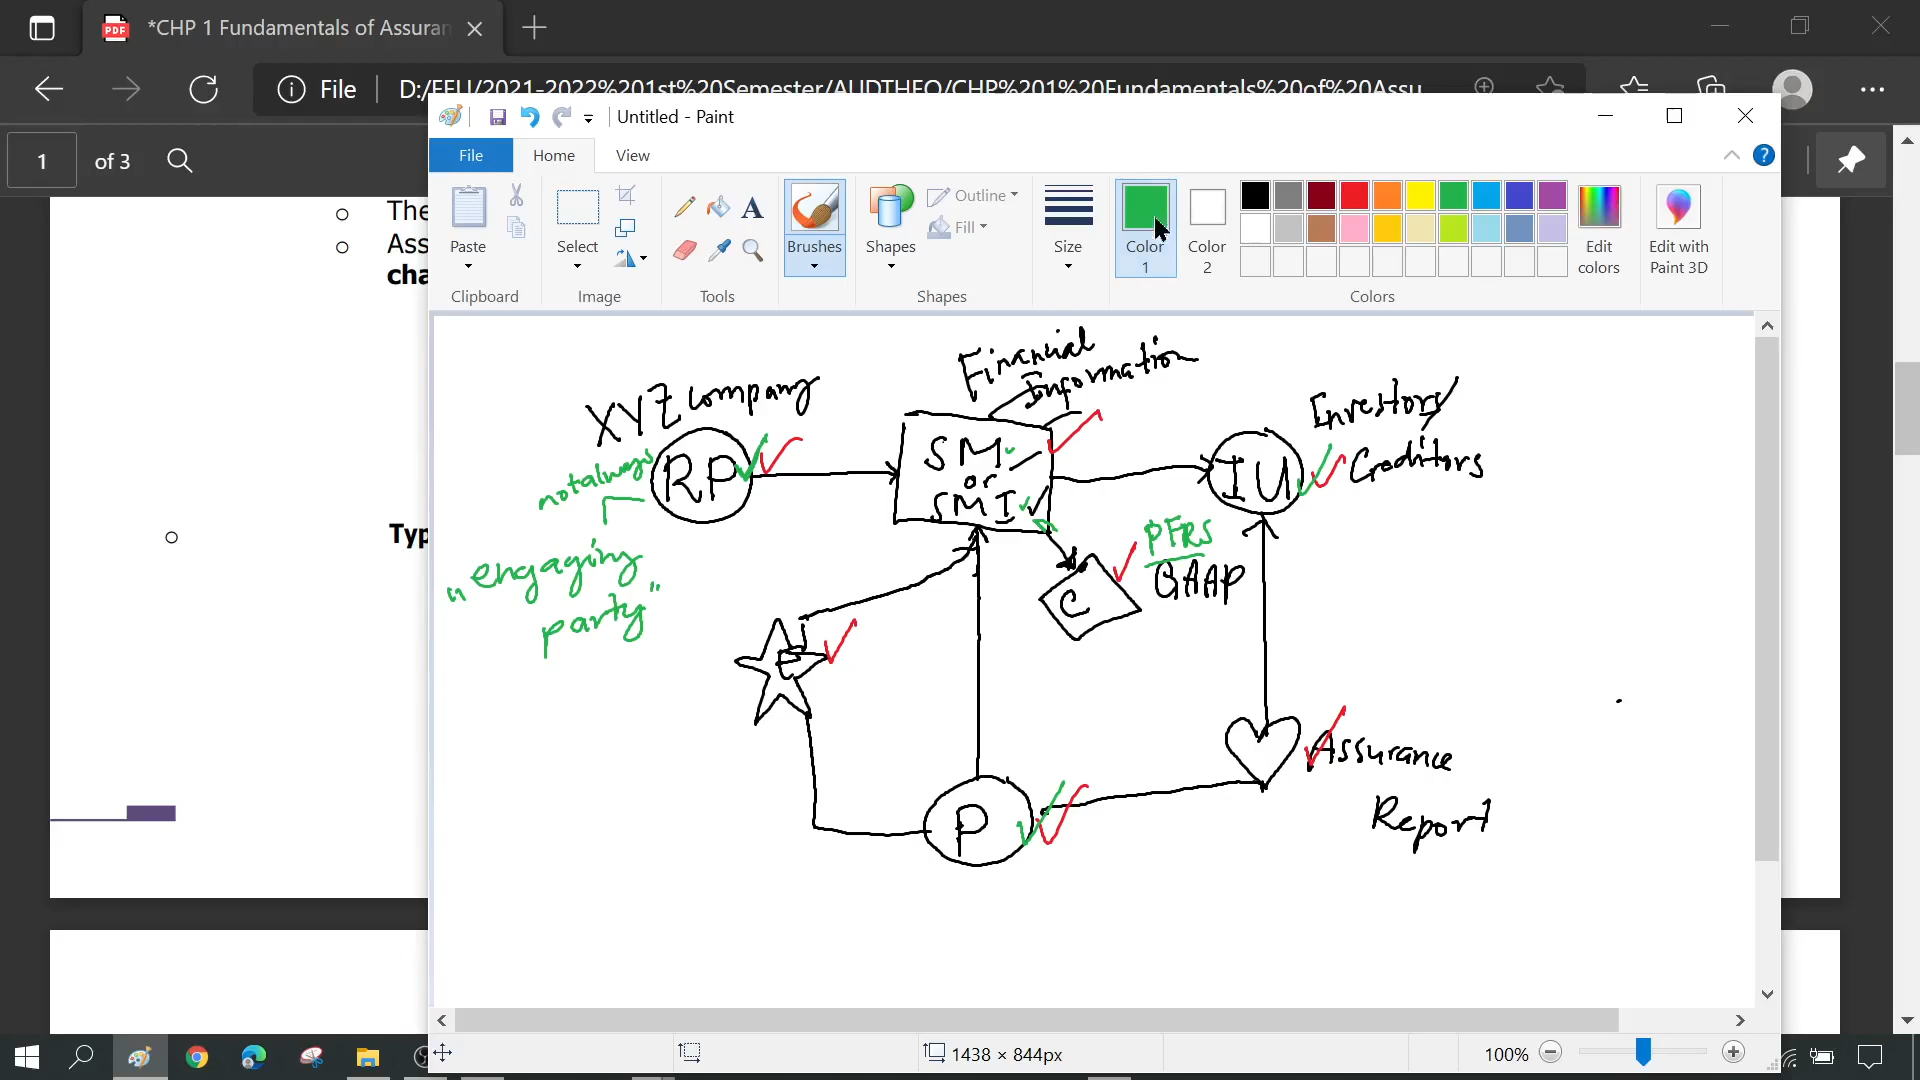 *CHP 1 Fundamentals of Assuran
File
D:/FEU/2021-2022%201st%20Semester/AUDTHEO/CHP%201%20Fundamentals%20of%20Assu
Untitled - Paint
1
of 3
File
Home
View
Paste
Select
Brushes
Shapes
Outline
Fill
Size
Color
1
Color
2
Edit
colors
Edit with
Paint 3D
Clipboard
Image
Tools
Shapes
Colors
The
Ass
cha
Typ
Financial
Information
XYZ company
RP
SM
or
SMI
IU
Investors/
Creditors
not always
"engaging
party"
PFRS
GAAP
C
E
P
Assurance
Report
1438 × 844px
100%